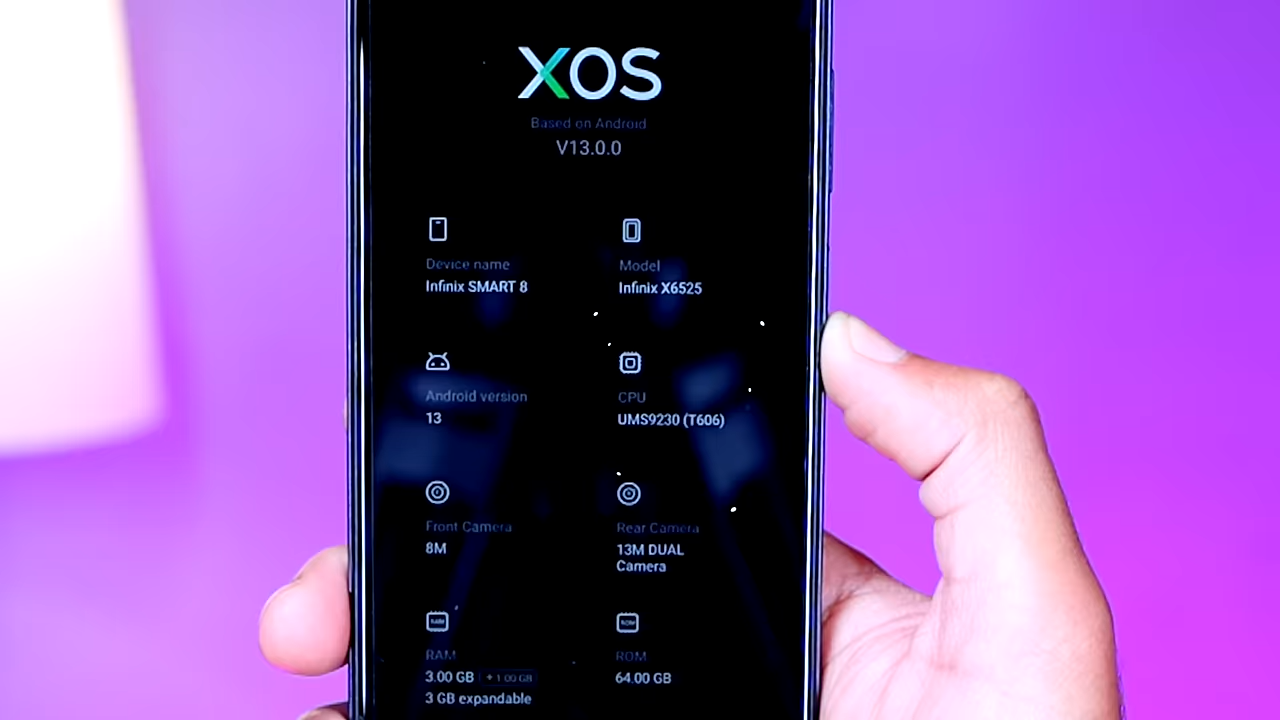 XOS
Based on Android
V13.0.0
Device name
Infinix SMART 8
Model
Infinix X6525
Android version
13
CPU
UMS9230 (T606)
Front Camera
8M
Rear Camera
13M DUAL
Camera
RAM
RAM
3.00 GB + 1.00 GB
3 GB expandable
ROM
ROM
64.00 GB